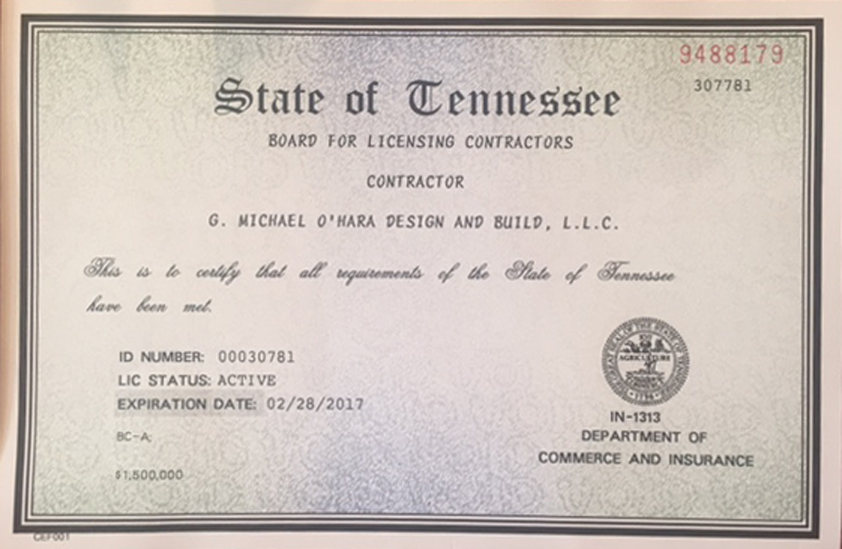 9488179
307781
State of Tennessee
BOARD FOR LICENSING CONTRACTORS
CONTRACTOR
G. MICHAEL O'HARA DESIGN AND BUILD, L.L.C.
This is to certify that all requirements of the State of Tennessee
have been met.
ID NUMBER: 00030781
LIC STATUS: ACTIVE
EXPIRATION DATE: 02/28/2017
BC-A;
$1,500,000
AGRICULTURE
IN-1313
DEPARTMENT OF
COMMERCE AND INSURANCE
CEF001